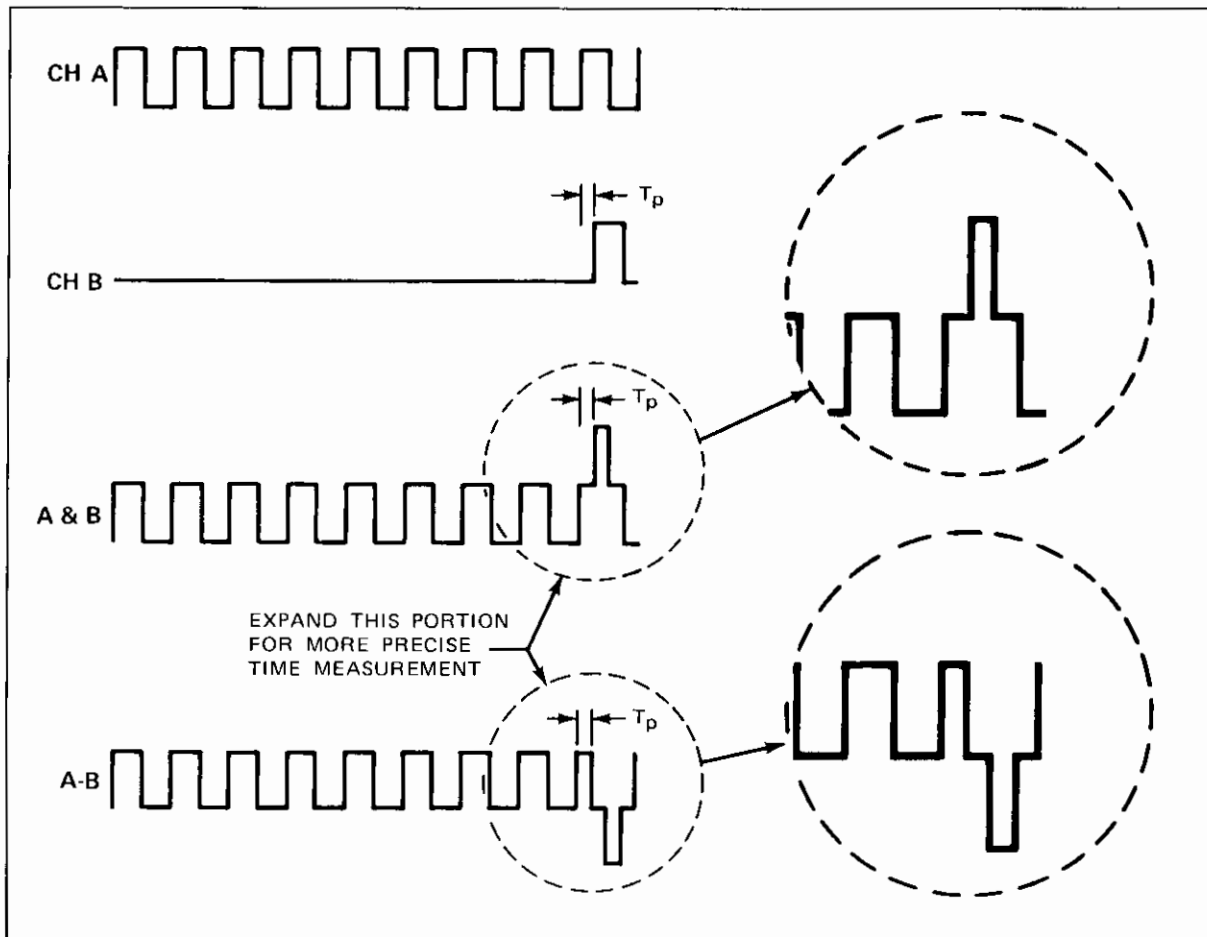 CH A
Tp
CH B
Tp
A & B
EXPAND THIS PORTION
FOR MORE PRECISE
TIME MEASUREMENT
Tp
A-B